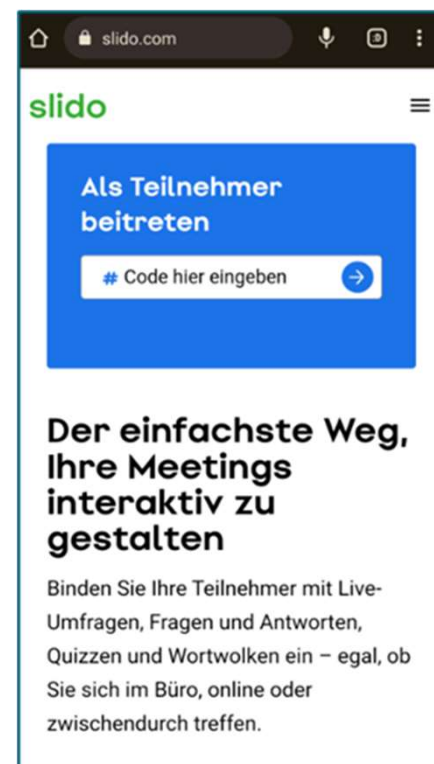 slido.com
:D
slido
Als Teilnehmer
beitreten
# Code hier eingeben
Der einfachste Weg,
Ihre Meetings
interaktiv zu
gestalten
Binden Sie Ihre Teilnehmer mit Live-
Umfragen, Fragen und Antworten,
Quizzen und Wortwolken ein – egal, ob
Sie sich im Büro, online oder
zwischendurch treffen.